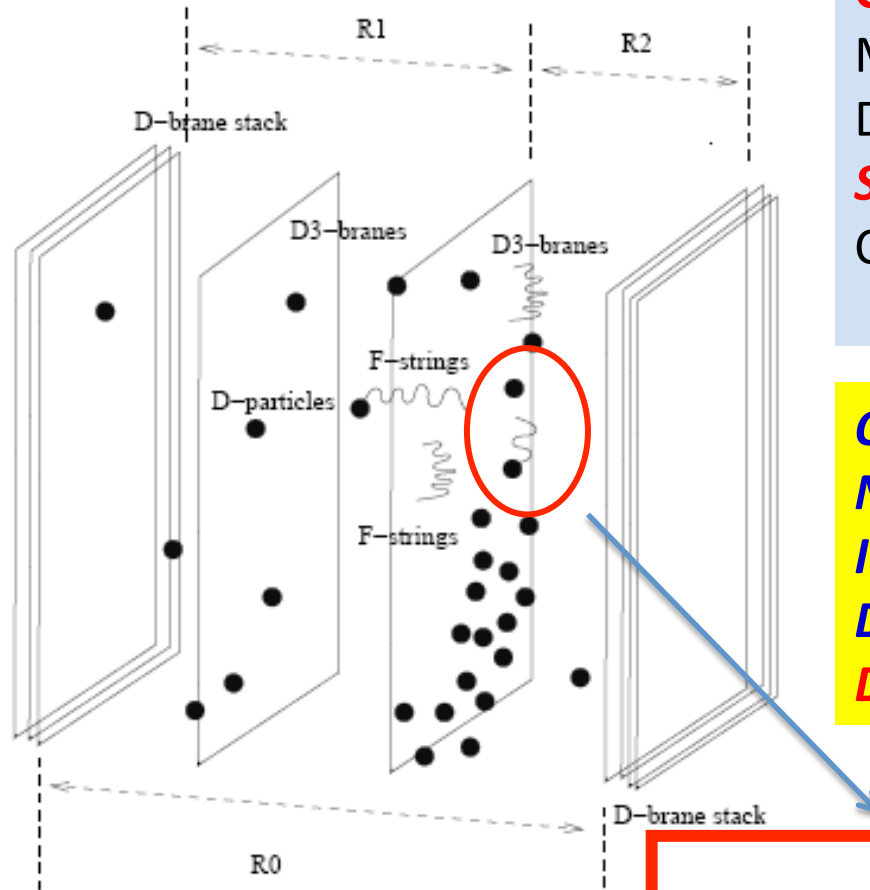 R1
R2
D−brane stack
D3−branes
D3−branes
F−strings
D−particles
F−strings
D−brane stack
R0